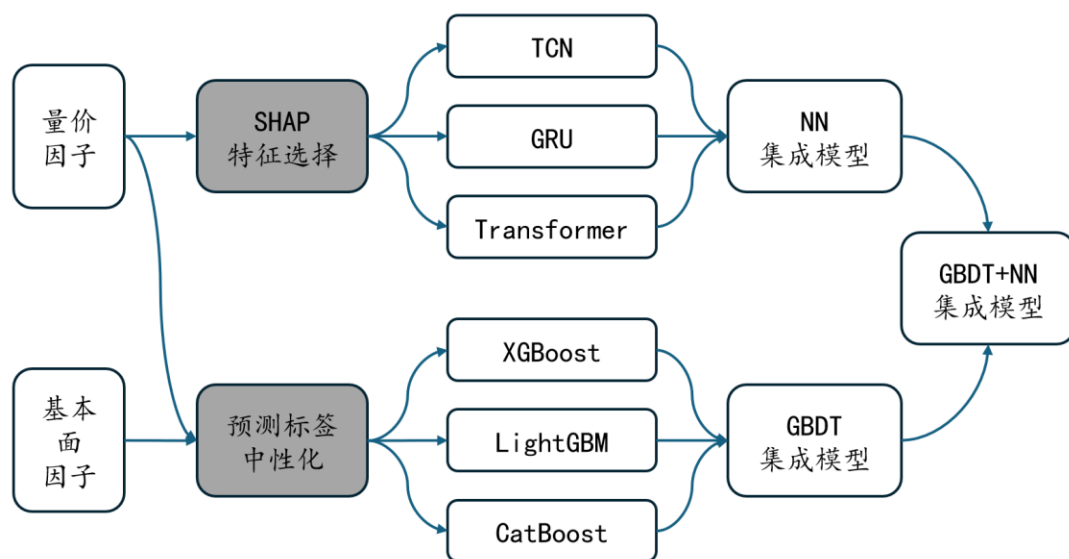 量价
因子
SHAP
特征选择
TCN
GRU
Transformer
NN
集成模型
GBDT+NN
集成模型
基本
面
因子
预测标签
中性化
XGBoost
LightGBM
CatBoost
GBDT
集成模型